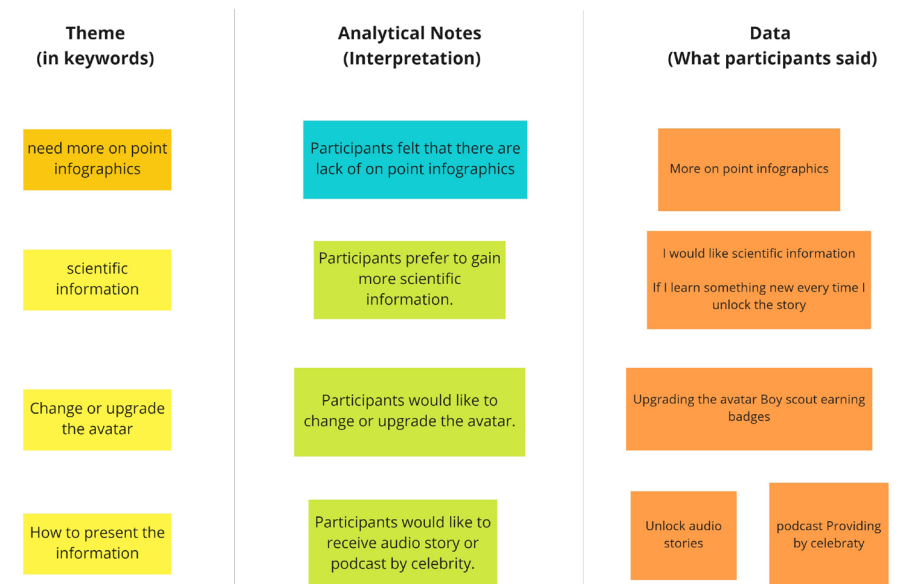 Theme
(in keywords)
Analytical Notes
(Interpretation)
Data
(What participants said)
need more on point
infographics
Participants felt that there are
lack of on point infographics
More on point infographics
scientific
information
Participants prefer to gain
more scientific
information.
I would like scientific information
If I learn something new every time I
unlock the story
Change or upgrade
the avatar
Participants would like to
change or upgrade the avatar.
Upgrading the avatar Boy scout earning
badges
How to present the
information
Participants would like to
receive audio story or
podcast by celebrity.
Unlock audio
stories
podcast Providing
by celebraty